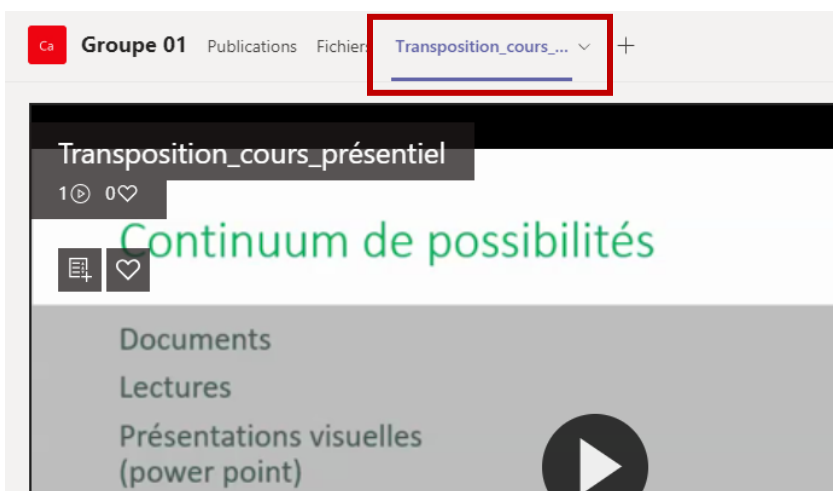 Ca Groupe 01 Publications Fichiers Transposition_cours_...
Transposition_cours_présentiel
1 0
Continuum de possibilités
Documents
Lectures
Présentations visuelles
(power point)